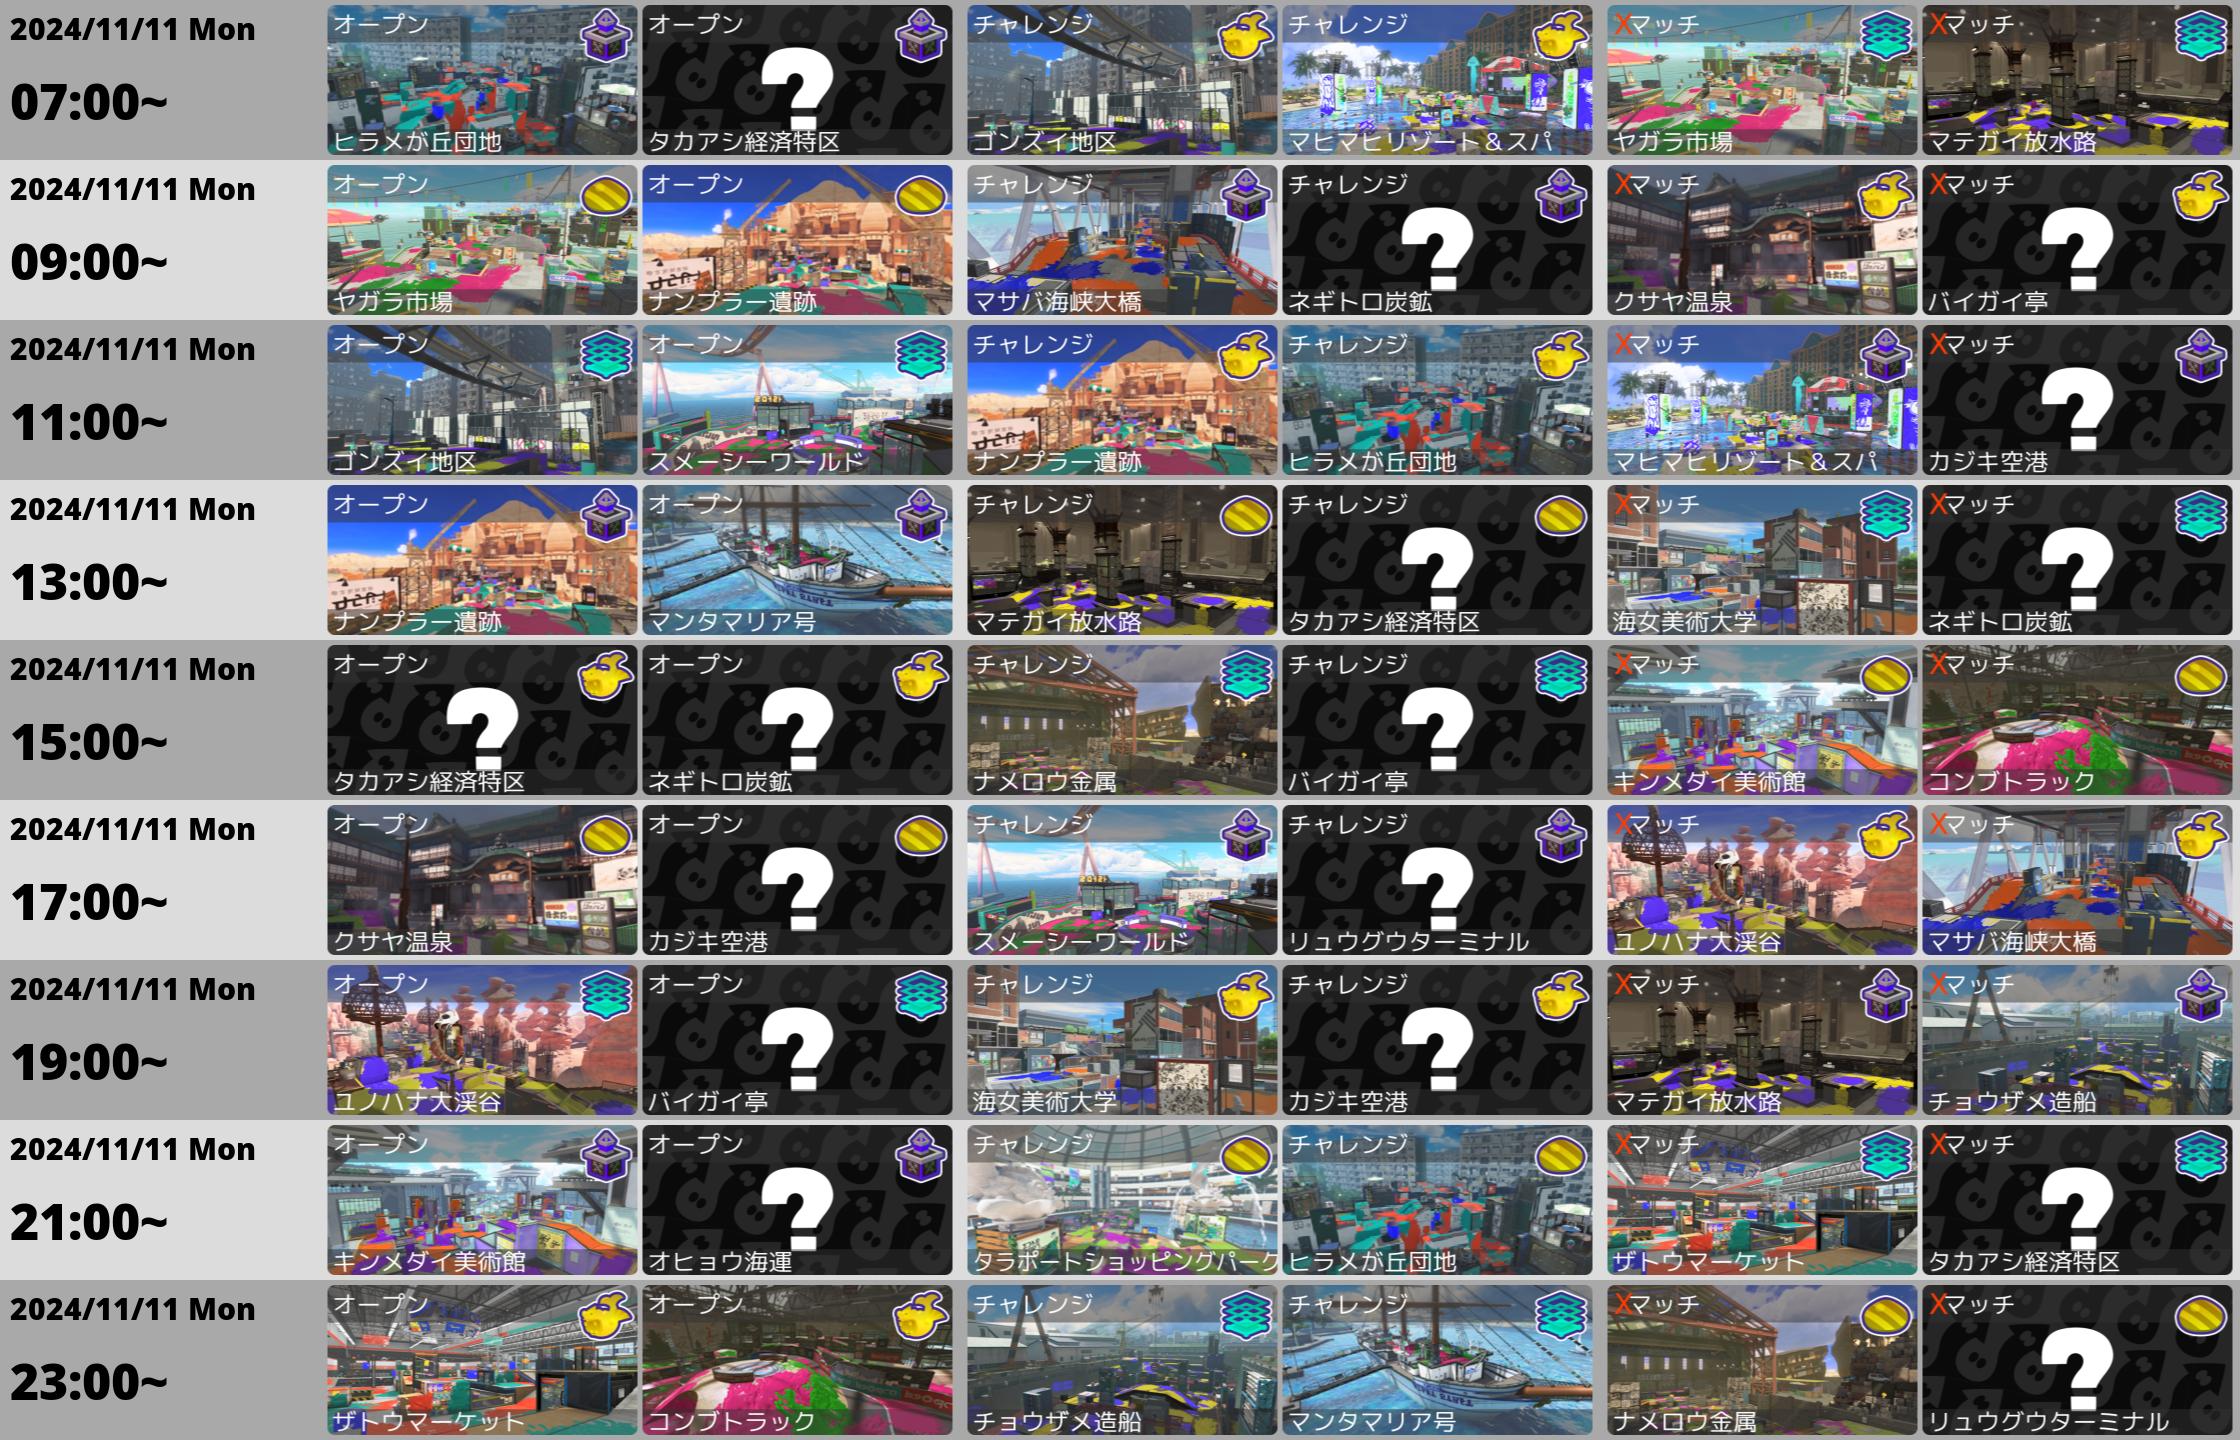 2024/11/11 Mon
07:00~
オープン
ヒラメが丘団地
オープン
タカアシ経済特区
チャレンジ
ゴンズイ地区
チャレンジ
マヒマヒリゾート＆スパ
Xマッチ
ヤガラ市場
Xマッチ
マテガイ放水路
2024/11/11 Mon
09:00~
オープン
ヤガラ市場
オープン
ナンプラー遺跡
チャレンジ
マサバ海峡大橋
チャレンジ
ネギトロ炭鉱
Xマッチ
クサヤ温泉
Xマッチ
バイガイ亭
2024/11/11 Mon
11:00~
オープン
ゴンズイ地区
オープン
スメーシーワールド
チャレンジ
ナンプラー遺跡
チャレンジ
ヒラメが丘団地
Xマッチ
マヒマヒリゾート＆スパ
Xマッチ
カジキ空港
2024/11/11 Mon
13:00~
オープン
ナンプラー遺跡
オープン
マンタマリア号
チャレンジ
マテガイ放水路
チャレンジ
タカアシ経済特区
Xマッチ
海女美術大学
Xマッチ
ネギトロ炭鉱
2024/11/11 Mon
15:00~
オープン
タカアシ経済特区
オープン
ネギトロ炭鉱
チャレンジ
ナメロウ金属
チャレンジ
バイガイ亭
Xマッチ
キンメダイ美術館
Xマッチ
コンブトラック
2024/11/11 Mon
17:00~
オープン
クサヤ温泉
オープン
カジキ空港
チャレンジ
スメーシーワールド
チャレンジ
リュウグウターミナル
Xマッチ
ユノハナ大渓谷
Xマッチ
マサバ海峡大橋
2024/11/11 Mon
19:00~
オープン
ユノハナ大渓谷
オープン
バイガイ亭
チャレンジ
海女美術大学
チャレンジ
カジキ空港
Xマッチ
マテガイ放水路
Xマッチ
チョウザメ造船
2024/11/11 Mon
21:00~
オープン
キンメダイ美術館
オープン
オヒョウ海運
チャレンジ
タラポートショッピングパーク
チャレンジ
ヒラメが丘団地
Xマッチ
ザトウマーケット
Xマッチ
タカアシ経済特区
2024/11/11 Mon
23:00~
オープン
ザトウマーケット
オープン
コンブトラック
チャレンジ
チョウザメ造船
チャレンジ
マンタマリア号
Xマッチ
ナメロウ金属
Xマッチ
リュウグウターミナル